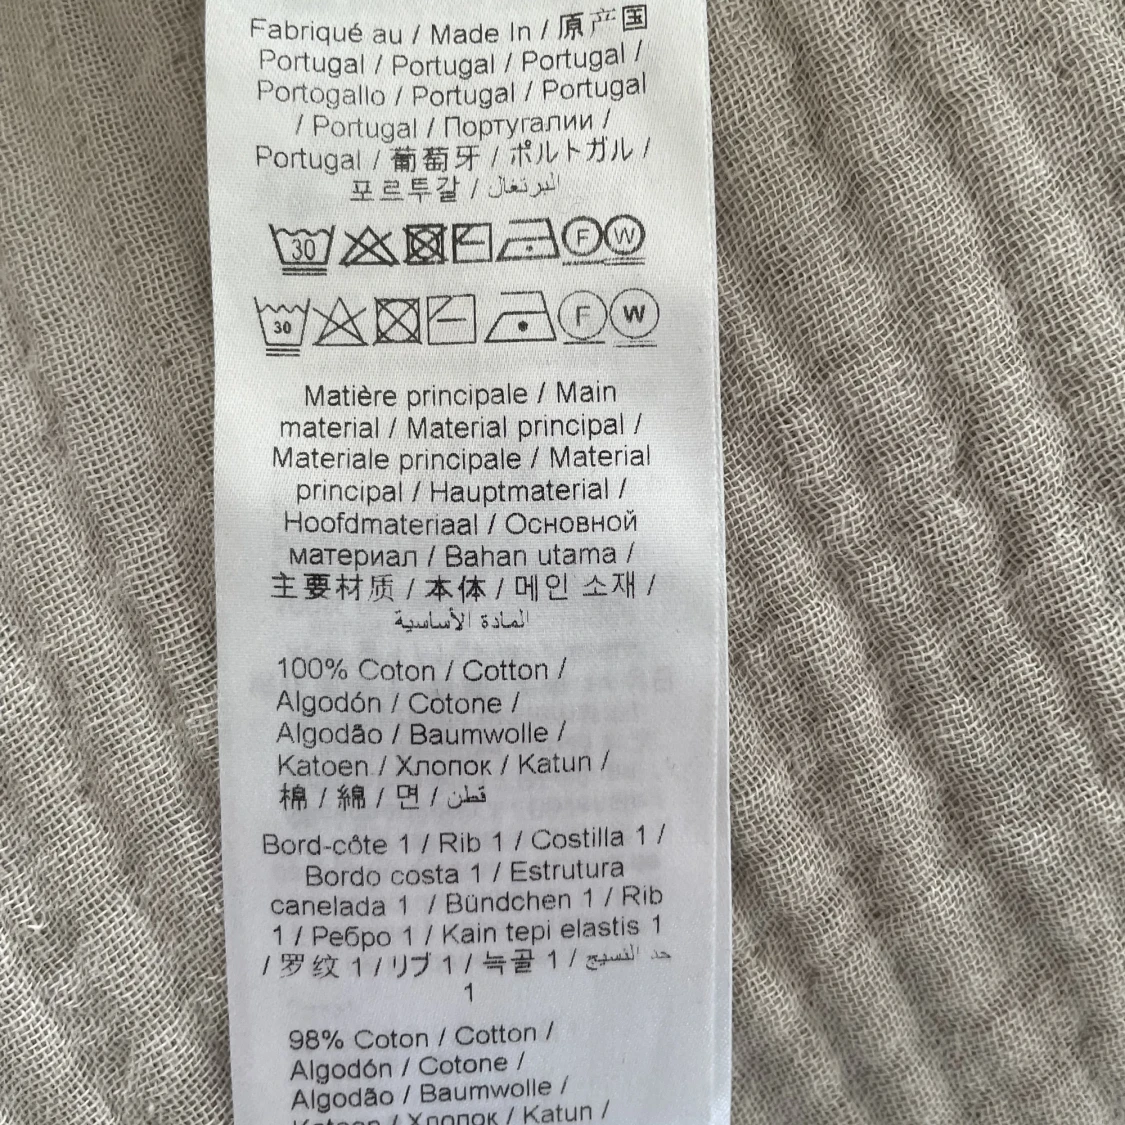 Fabriqué au / Made In / 原产国
Portugal / Portugal / Portugal /
Portogallo / Portugal / Portugal
/ Portugal / Португалии /
Portugal / 葡萄牙 / ポルトガル /
포르투갈 / البرتغال
30 F W
30 F W
Matière principale / Main
material / Material principal /
Materiale principale / Material
principal / Hauptmaterial /
Hoofdmateriaal / Основной
материал / Bahan utama /
主要材质 / 本体 / 메인 소재 /
المادة الأساسية
100% Coton / Cotton /
Algodón / Cotone /
Algodão / Baumwolle /
Katoen / Хлопок / Katun /
棉 / 綿 / 면 / قطن
Bord-côte 1 / Rib 1 / Costilla 1 /
Bordo costa 1 / Estrutura
canelada 1 / Bündchen 1 / Rib
1 / Ребро 1 / Kain tepi elastis 1
/ 罗纹 1 / リブ 1 / 늑골 1 / حد النسيج
1
98% Coton / Cotton /
Algodón / Cotone /
Algodão / Baumwolle /
Katoen / Хлопок / Katun /